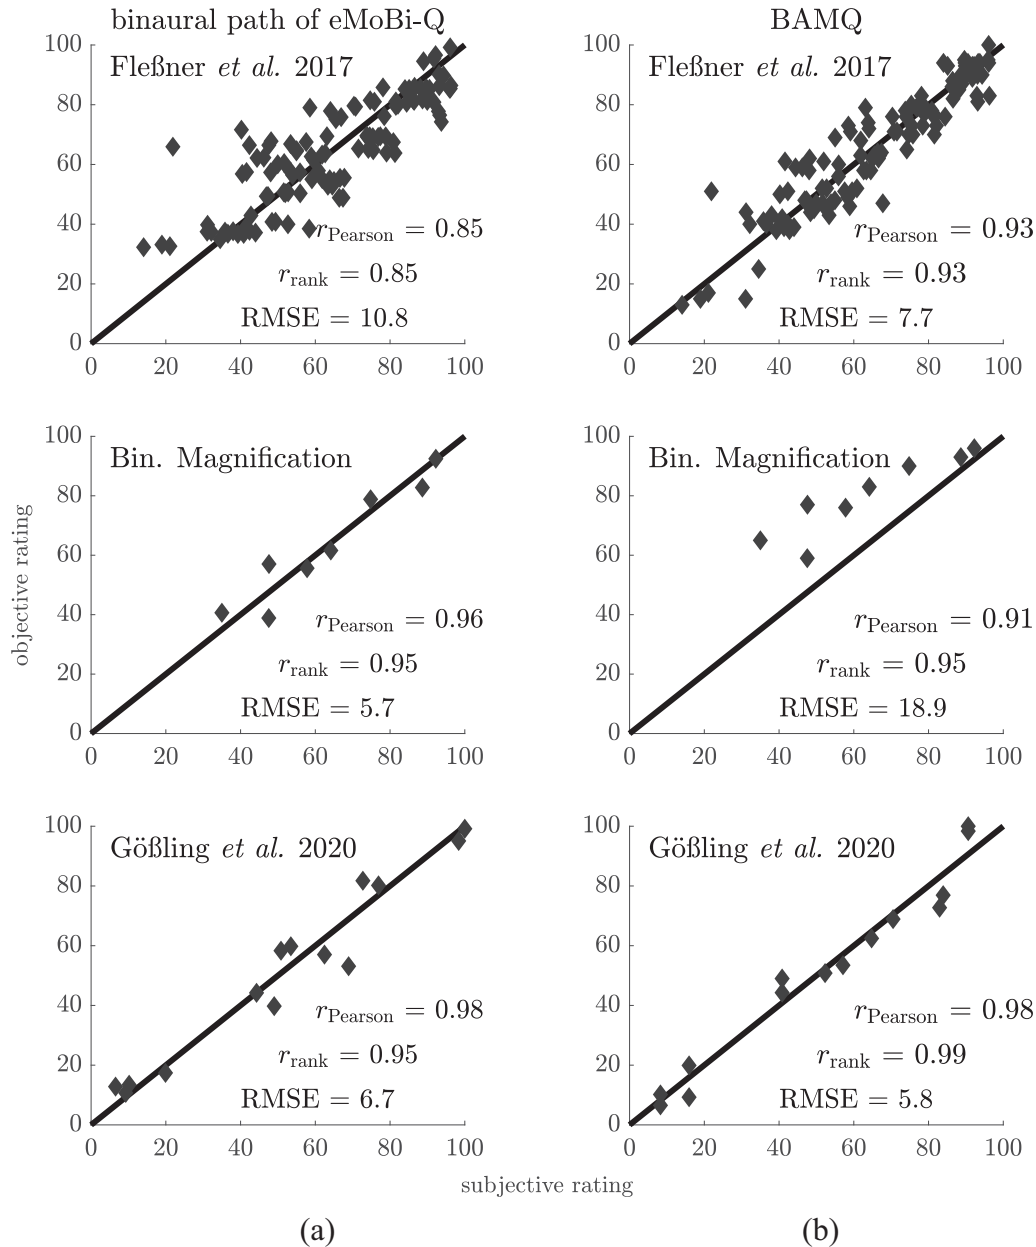 binaural path of eMoBi-Q
BAMQ
Fleßner et al. 2017
100
80
60
40
20
0
r_Pearson = 0.85
r_rank = 0.85
RMSE = 10.8
0 20 40 60 80 100
Fleßner et al. 2017
100
80
60
40
20
0
r_Pearson = 0.93
r_rank = 0.93
RMSE = 7.7
0 20 40 60 80 100
objective rating
Bin. Magnification
100
80
60
40
20
0
r_Pearson = 0.96
r_rank = 0.95
RMSE = 5.7
0 20 40 60 80 100
Bin. Magnification
100
80
60
40
20
0
r_Pearson = 0.91
r_rank = 0.95
RMSE = 18.9
0 20 40 60 80 100
Gößling et al. 2020
100
80
60
40
20
0
r_Pearson = 0.98
r_rank = 0.95
RMSE = 6.7
0 20 40 60 80 100
Gößling et al. 2020
100
80
60
40
20
0
r_Pearson = 0.98
r_rank = 0.99
RMSE = 5.8
0 20 40 60 80 100
subjective rating
(a)
(b)